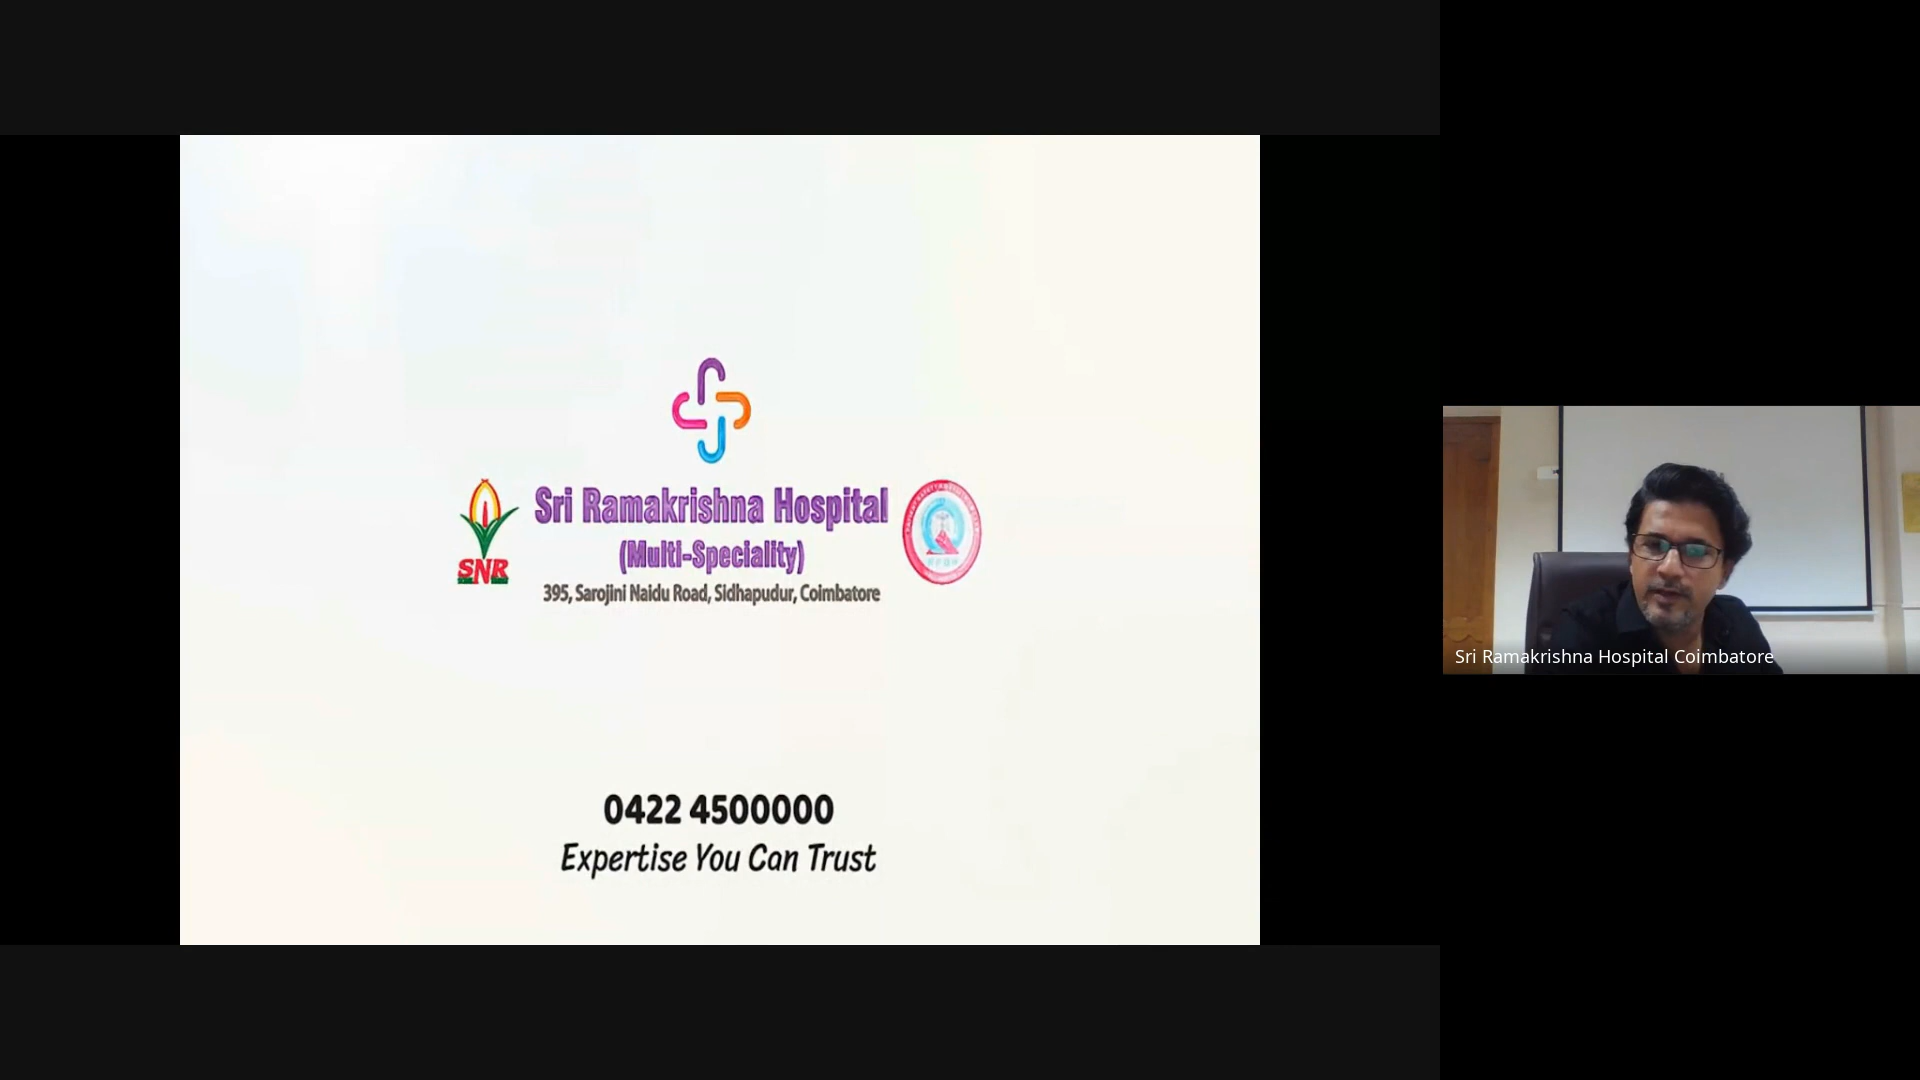 Sri Ramakrishna Hospital
(Multi-Speciality)
SNR
395, Sarojini Naidu Road, Sidhapudur, Coimbatore
0422 4500000
Expertise You Can Trust
Sri Ramakrishna Hospital Coimbatore